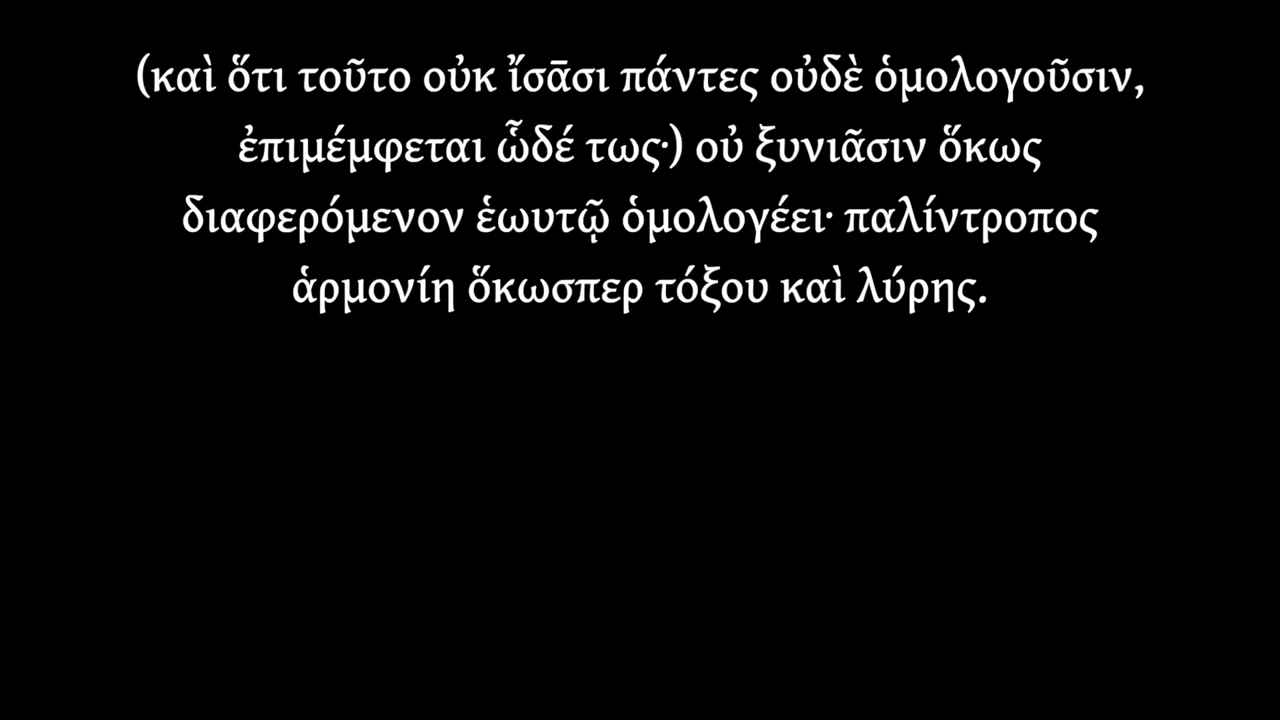 (καὶ ὅτι τοῦτο οὐκ ἴσᾱσι πάντες οὐδὲ ὁμολογοῦσιν,
ἐπιμέμφεται ὧδέ τως·) οὐ ξυνιᾶσιν ὅκως
διαφερόμενον ἑωυτῷ ὁμολογέει· παλίντροπος
ἁρμονίη ὅκωσπερ τόξου καὶ λύρης.